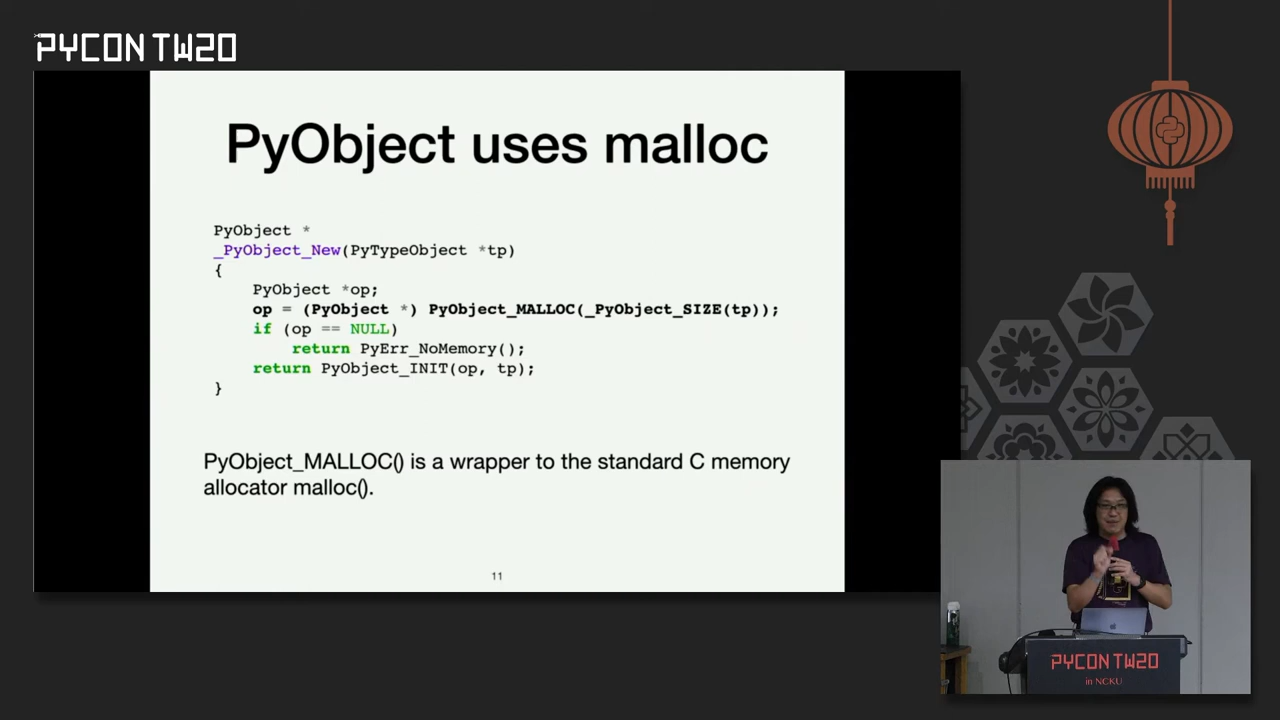 PYCON TW20
PyObject uses malloc
PyObject *
_PyObject_New(PyTypeObject *tp)
{
    PyObject *op;
    op = (PyObject *) PyObject_MALLOC(_PyObject_SIZE(tp));
    if (op == NULL)
        return PyErr_NoMemory();
    return PyObject_INIT(op, tp);
}
PyObject_MALLOC() is a wrapper to the standard C memory
allocator malloc().
11
PYCON TW20
in NCKU